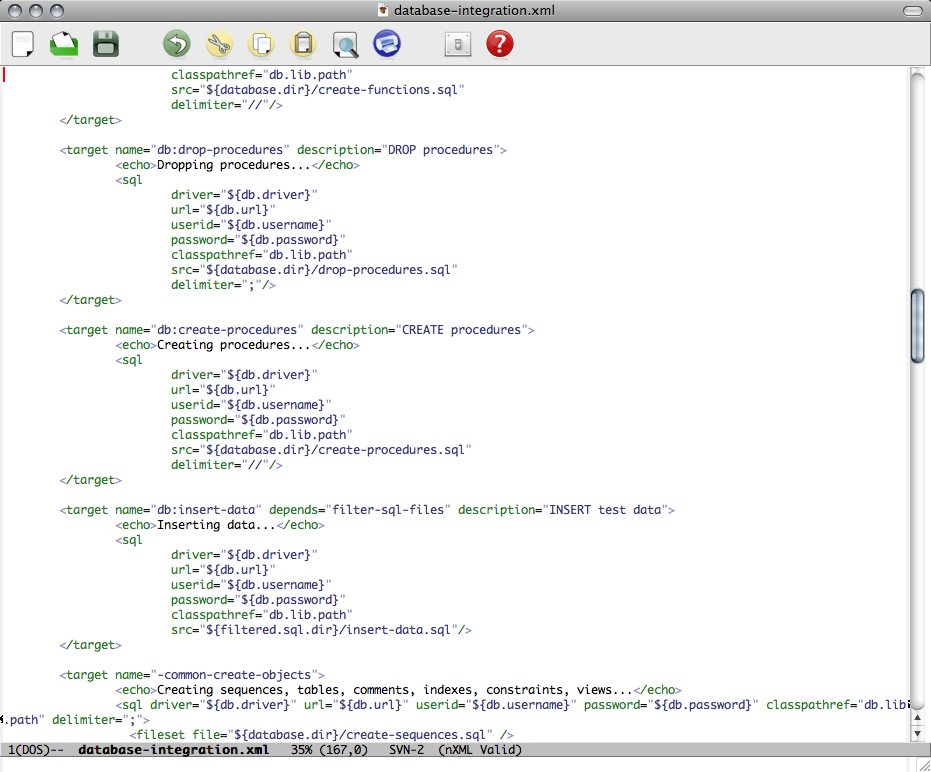 database-integration.xml
classpathref="db.lib.path"
src="${database.dir}/create-functions.sql"
delimiter="//"/>
</target>
<target name="db:drop-procedures" description="DROP procedures">
<echo>Dropping procedures...</echo>
<sql
driver="${db.driver}"
url="${db.url}"
userid="${db.username}"
password="${db.password}"
classpathref="db.lib.path"
src="${database.dir}/drop-procedures.sql"
delimiter=";"/>
</target>
<target name="db:create-procedures" description="CREATE procedures">
<echo>Creating procedures...</echo>
<sql
driver="${db.driver}"
url="${db.url}"
userid="${db.username}"
password="${db.password}"
classpathref="db.lib.path"
src="${database.dir}/create-procedures.sql"
delimiter="//"/>
</target>
<target name="db:insert-data" depends="filter-sql-files" description="INSERT test data">
<echo>Inserting data...</echo>
<sql
driver="${db.driver}"
url="${db.url}"
userid="${db.username}"
password="${db.password}"
classpathref="db.lib.path"
src="${filtered.sql.dir}/insert-data.sql"/>
</target>
<target name="-common-create-objects">
<echo>Creating sequences, tables, comments, indexes, constraints, views...</echo>
<sql driver="${db.driver}" url="${db.url}" userid="${db.username}" password="${db.password}" classpathref="db.lib
.path" delimiter=";">
<fileset file="${database.dir}/create-sequences.sql" />
1(DOS)-- database-integration.xml 35% (167,0) SVN-2 (nXML Valid)